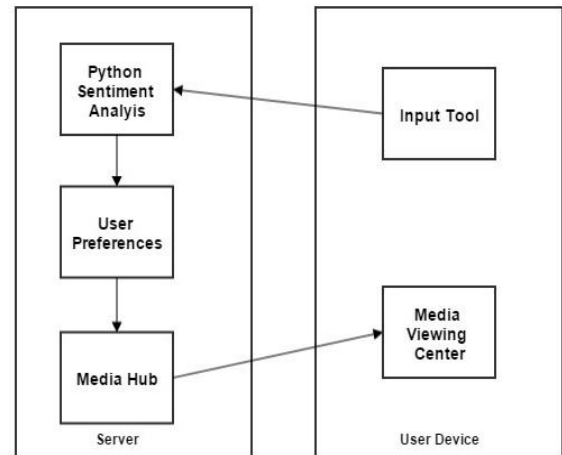 Python
Sentiment
Analyis
User
Preferences
Media Hub
Server
Input Tool
Media
Viewing
Center
User Device